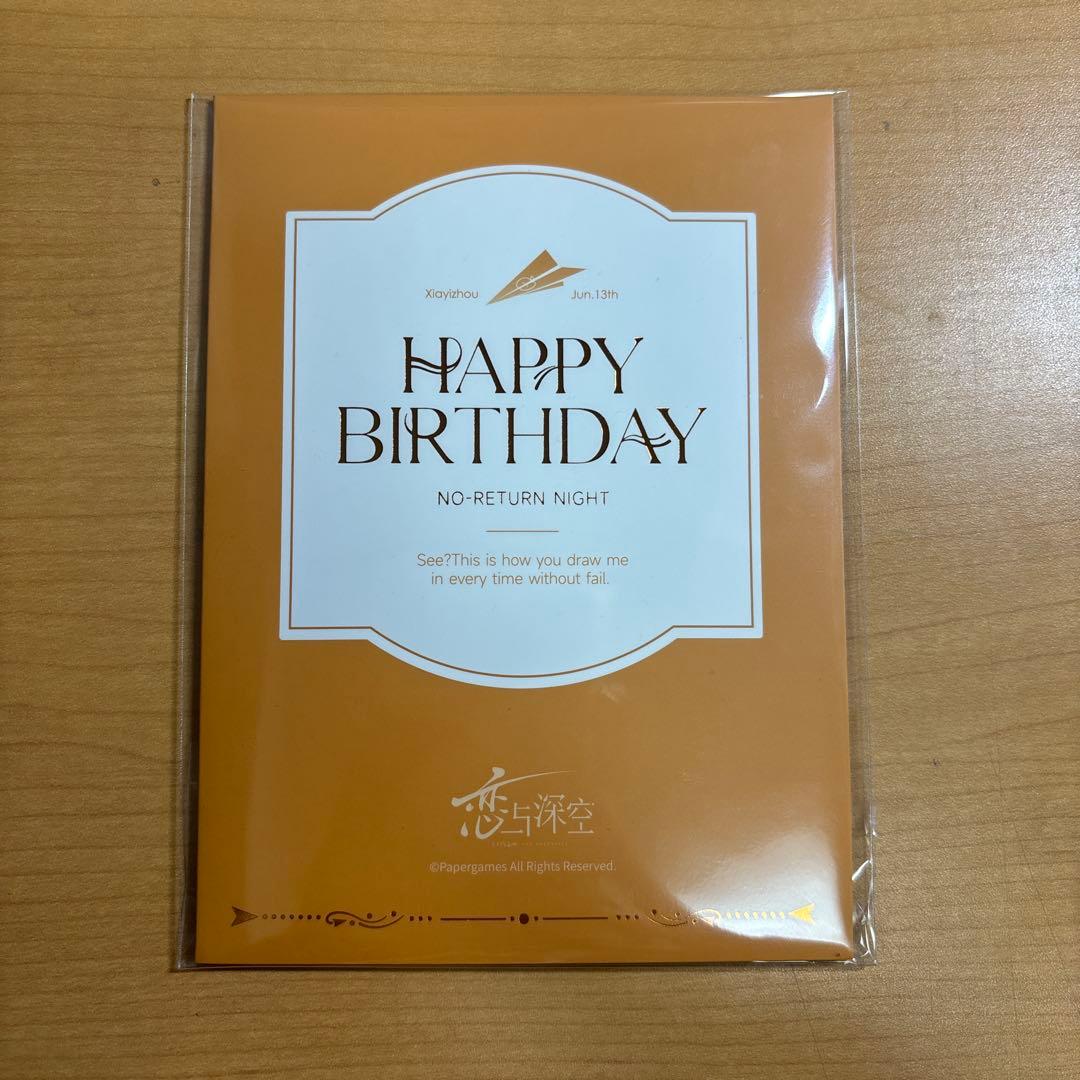 Xiayizhou Jun.13th
HAPPY
BIRTHDAY
NO-RETURN NIGHT
See?This is how you draw me
in every time without fail.
恋与深空
©Papergames All Rights Reserved.